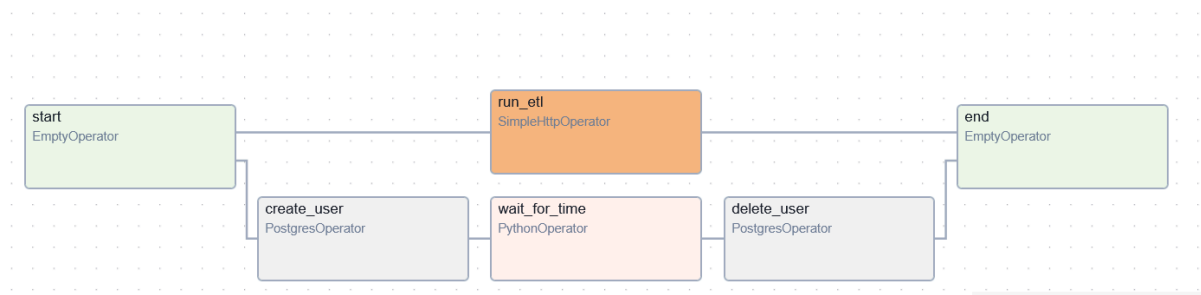 start
EmptyOperator
run_etl
SimpleHttpOperator
end
EmptyOperator
create_user
PostgresOperator
wait_for_time
PythonOperator
delete_user
PostgresOperator